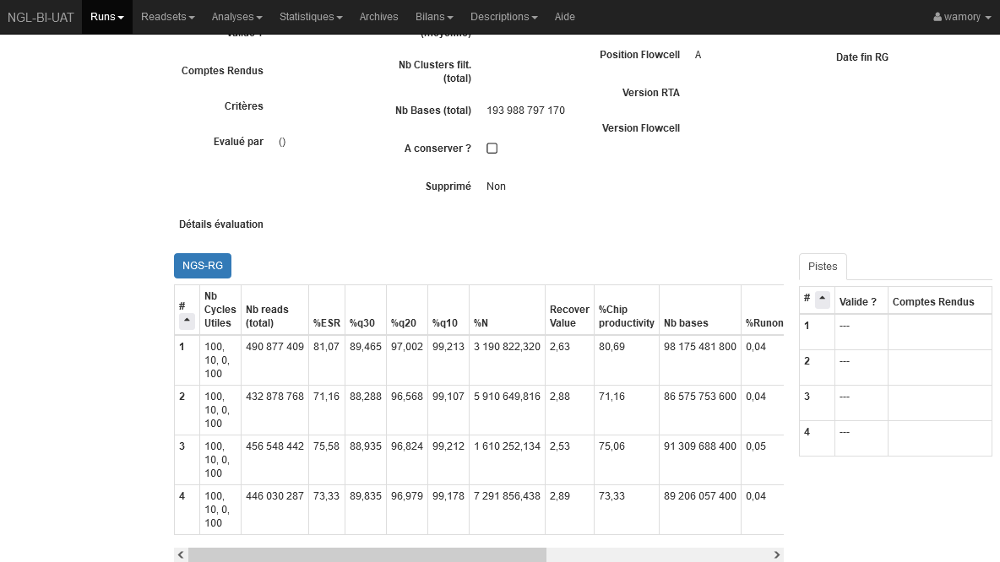 NGL-BI-UAT Runs Readsets Analyses Statistiques Archives Bilans Descriptions Aide wamory
Valide ?
(moyenne)
Position Flowcell A
Date fin RG
Comptes Rendus
Nb Clusters filt.
(total)
Version RTA
Critères
Nb Bases (total) 193 988 797 170
Version Flowcell
Evalué par ()
A conserver ?
Supprimé Non
Détails évaluation
NGS-RG
# Nb Cycles Utiles Nb reads (total) %ESR %q30 %q20 %q10 %N Recover Value %Chip productivity Nb bases %Runon
1 100, 10, 0, 100 490 877 409 81,07 89,465 97,002 99,213 3 190 822,320 2,63 80,69 98 175 481 800 0,04
2 100, 10, 0, 100 432 878 768 71,16 88,288 96,568 99,107 5 910 649,816 2,88 71,16 86 575 753 600 0,04
3 100, 10, 0, 100 456 548 442 75,58 88,935 96,824 99,212 1 610 252,134 2,53 75,06 91 309 688 400 0,05
4 100, 10, 0, 100 446 030 287 73,33 89,835 96,979 99,178 7 291 856,438 2,89 73,33 89 206 057 400 0,04
Pistes
# Valide ? Comptes Rendus
1 ---
2 ---
3 ---
4 ---